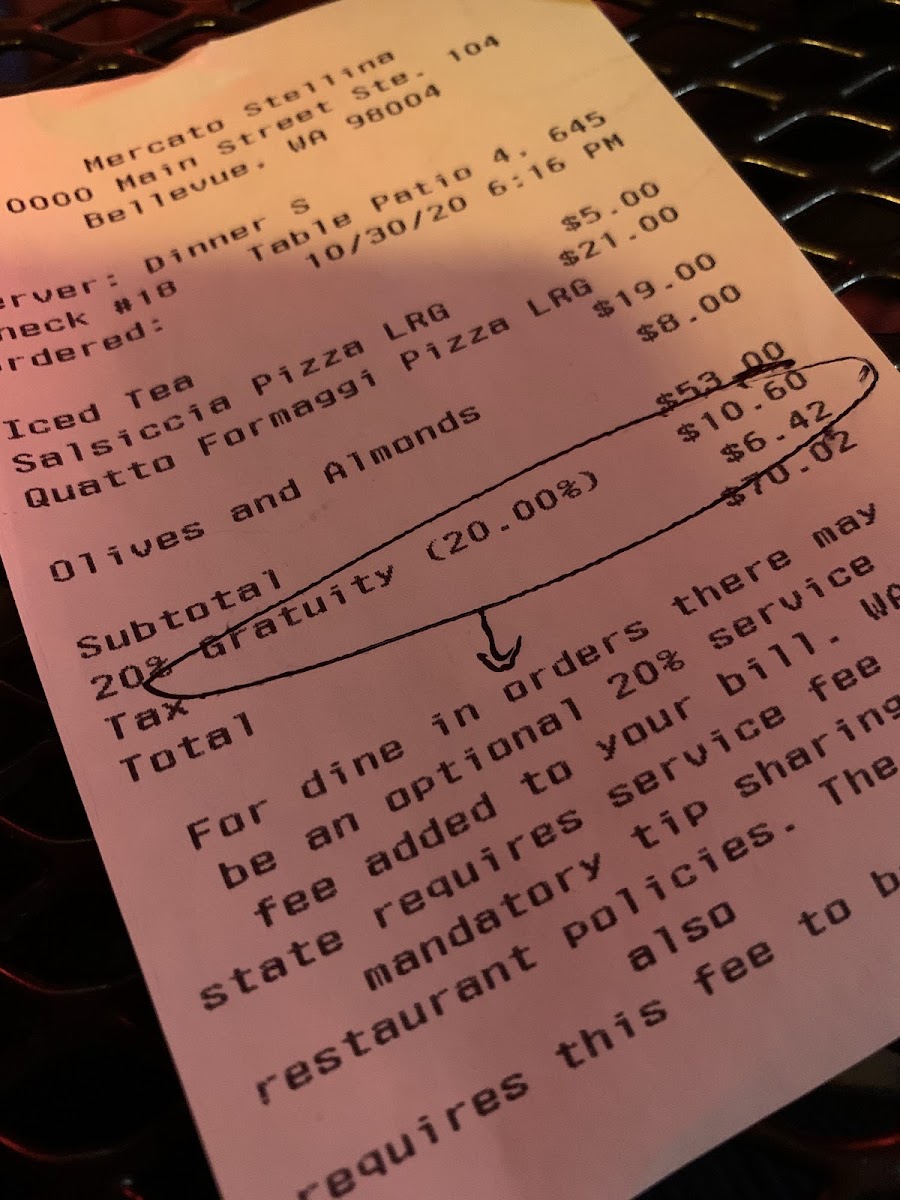 Mercato Stellina
0000 Main Street Ste. 104
Bellevue, WA 98004
erver: Dinner S
heck #18 Table Patio 4, 645
rdered: 10/30/20 6:16 PM
Iced Tea $5.00
Salsiccia Pizza LRG $21.00
Quatto Formaggi Pizza LRG $19.00
Olives and Almonds $8.00
Subtotal $53.00
20% Gratuity (20.00%) $10.60
Tax $6.42
Total $70.02
For dine in orders there may
be an optional 20% service
fee added to your bill. WA
state requires service fee
mandatory tip sharing
restaurant policies. The
also
requires this fee to b